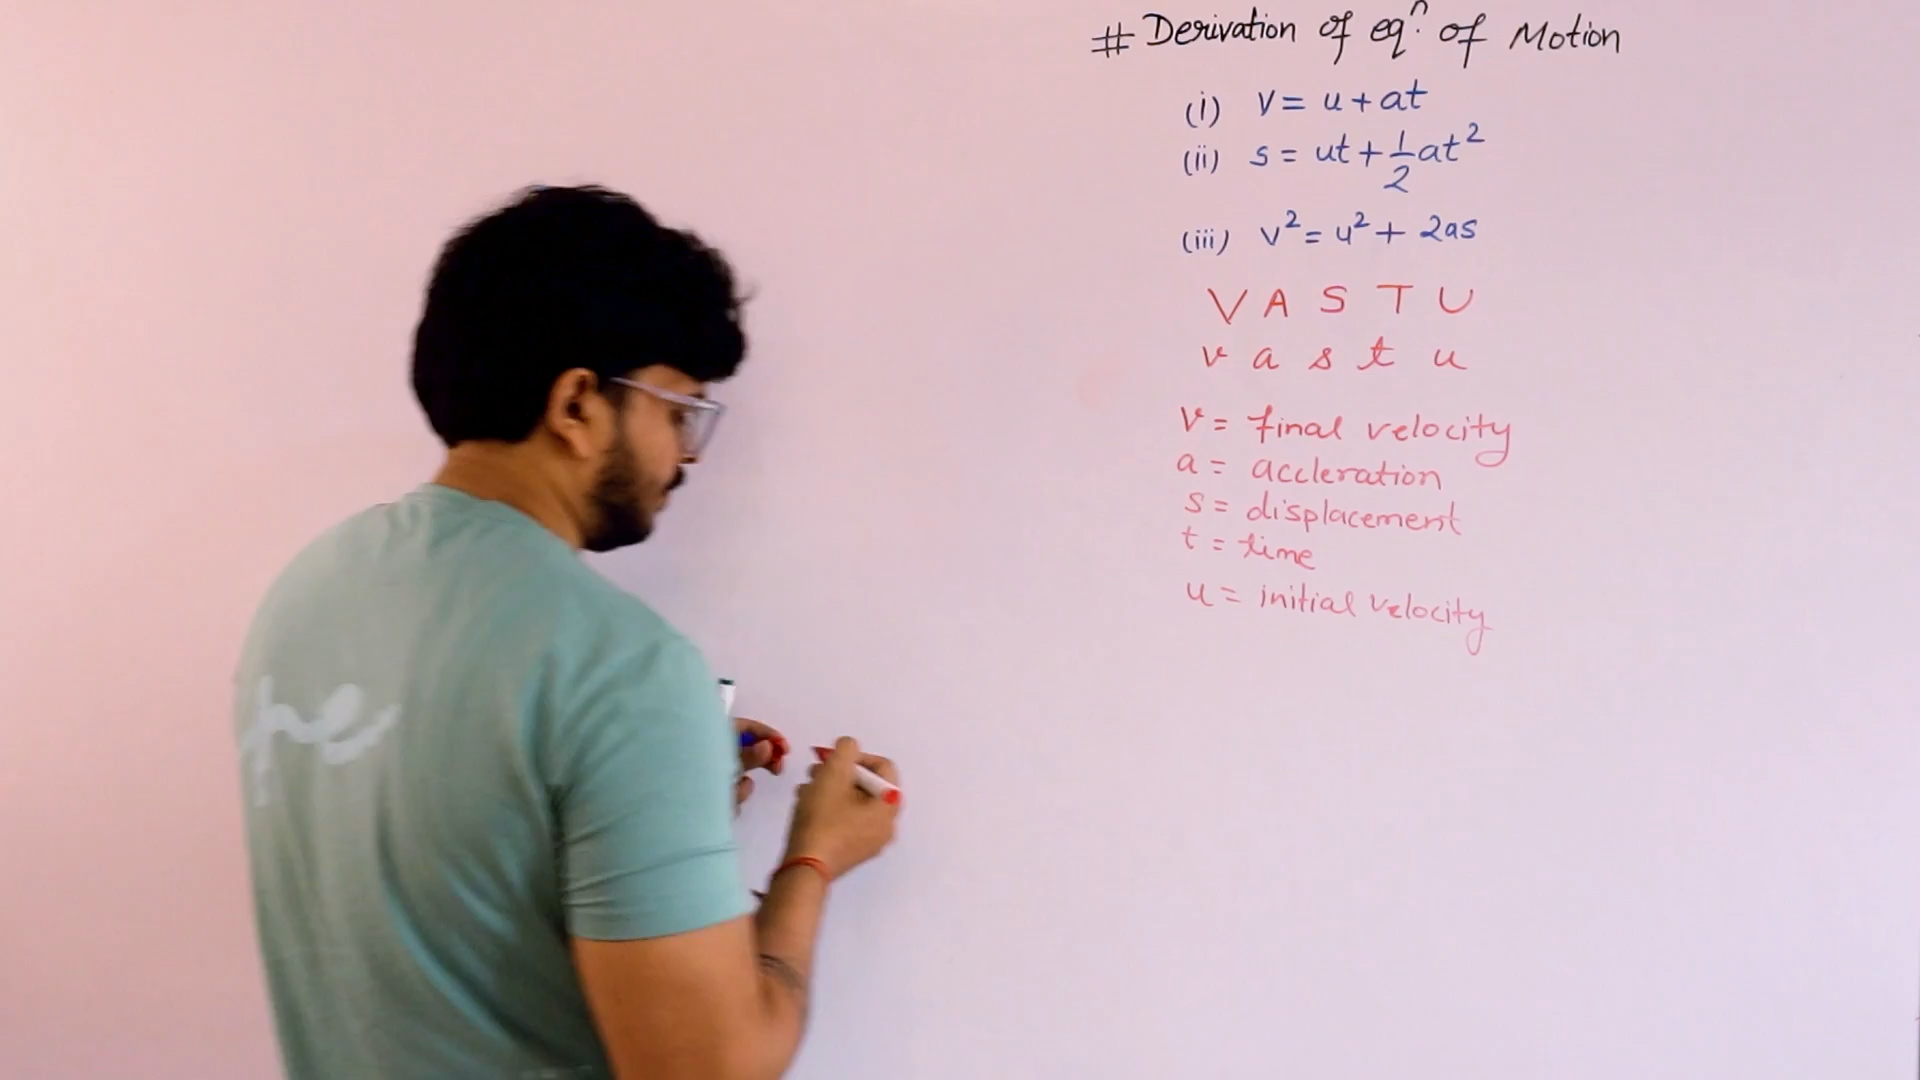 # Derivation of eqⁿ. of Motion
(i) v = u + at
(ii) s = ut + 1/2 at²
(iii) v² = u² + 2as
V A S T U
v a s t u
v = final velocity
a = accleration
s = displacement
t = time
u = initial velocity